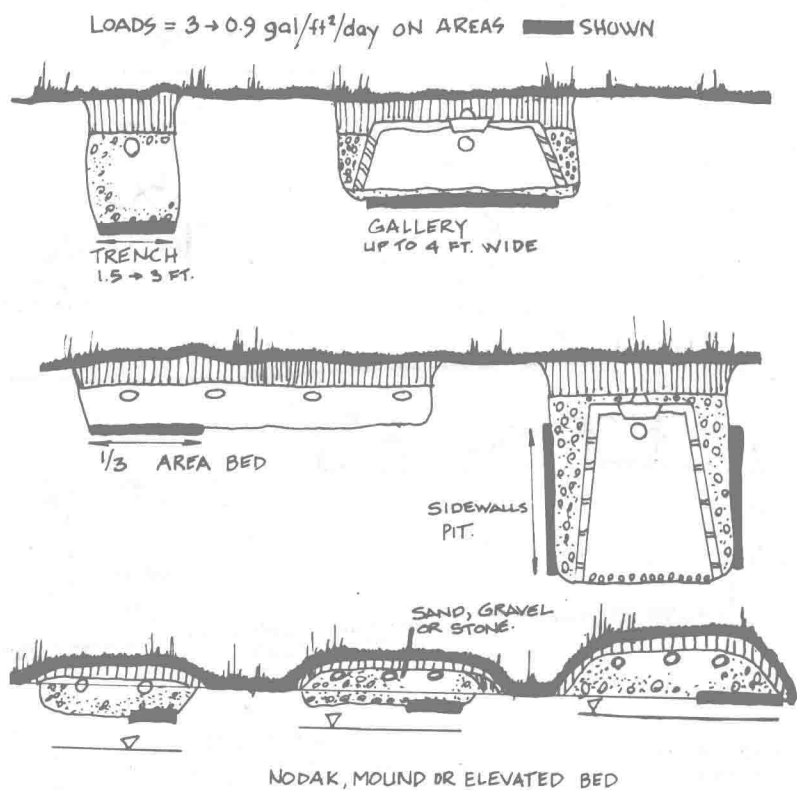 LOADS = 3 → 0.9 gal/ft²/day ON AREAS SHOWN
TRENCH
1.5 → 3 FT.
GALLERY
UP TO 4 FT. WIDE
1/3 AREA BED
SIDEWALLS
PIT.
SAND, GRAVEL
OR STONE.
NODAK, MOUND OR ELEVATED BED